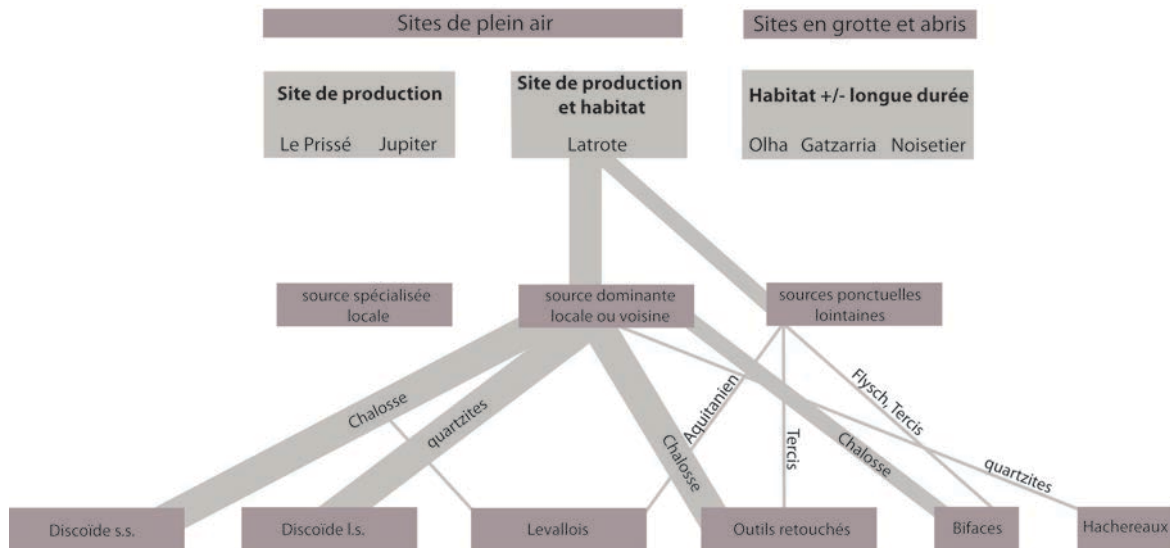 Sites de plein air
Sites en grotte et abris
Site de production
Le Prissé Jupiter
Site de production
et habitat
Latrote
Habitat +/- longue durée
Olha Gatzarria Noisetier
source spécialisée
locale
source dominante
locale ou voisine
sources ponctuelles
lointaines
Chalosse
quartzites
Chalosse
Aquitanien
Tercis
Chalosse
Flysch, Tercis
quartzites
Discoïde s.s.
Discoïde l.s.
Levallois
Outils retouchés
Bifaces
Hachereaux